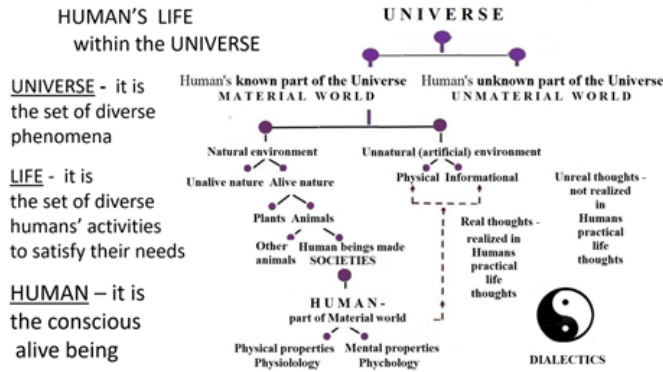 HUMAN'S LIFE
within the UNIVERSE
UNIVERSE - it is
the set of diverse
phenomena
LIFE - it is
the set of diverse
humans' activities
to satisfy their needs
HUMAN – it is
the conscious
alive being
UNIVERSE
Human's known part of the Universe
MATERIAL WORLD
Human's unknown part of the Universe
UNMATERIAL WORLD
Natural environment
Unnatural (artificial) environment
Unalive nature Alive nature
Physical Informational
Plants Animals
Other
animals
Human beings made
SOCIETIES
HUMAN-
part of Material world
Physical properties
Physiolology
Mental properties
Phychology
Real thoughts -
realized in
Humans
practical
life
thoughts
Unreal thoughts -
not realized
in
Humans
practical
life
thoughts
DIALECTICS